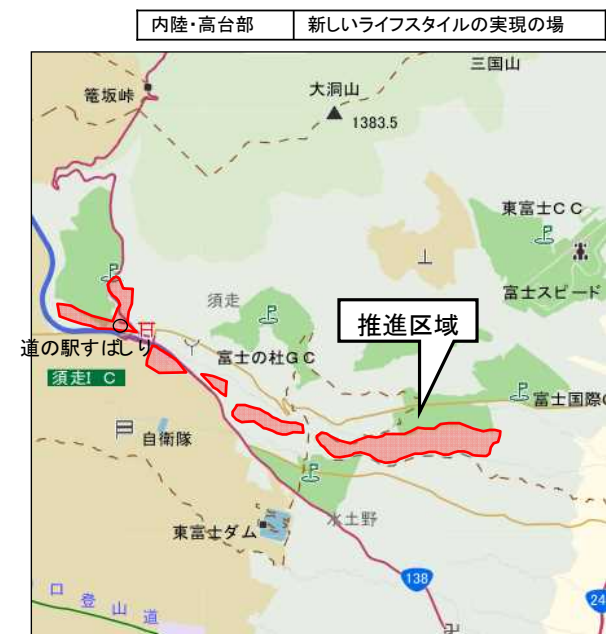 内陸・高台部 新しいライフスタイルの実現の場
三国山
籠坂峠
大洞山
1383.5
東富士CC
須走
富士スピード
推進区域
道の駅すばしり
富士の杜GC
須走I C
富士国際G
自衛隊
水土野
東富士ダム
138
口登山道
24